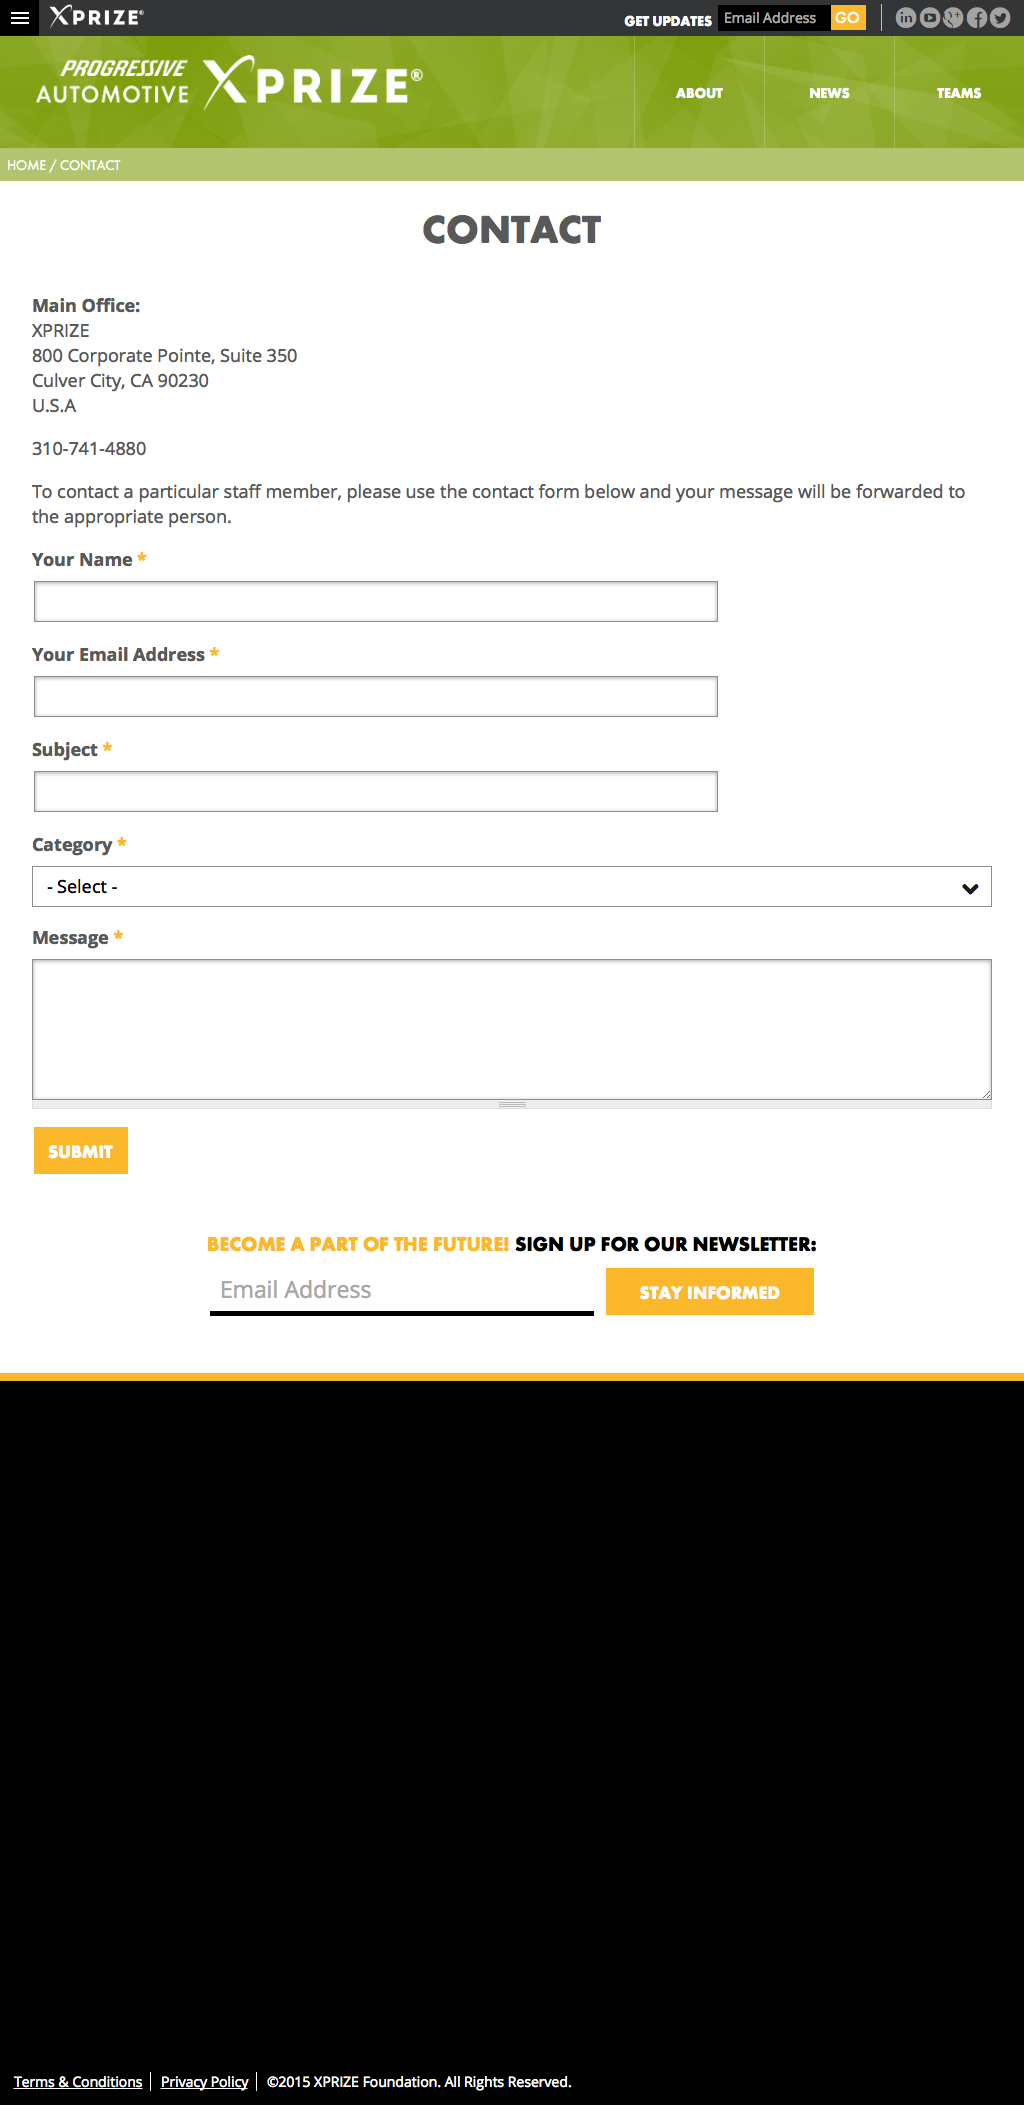 XPRIZE®
GET UPDATES Email Address GO
PROGRESSIVE
AUTOMOTIVE XPRIZE®
ABOUT NEWS TEAMS
HOME / CONTACT
CONTACT
Main Office:
XPRIZE
800 Corporate Pointe, Suite 350
Culver City, CA 90230
U.S.A
310-741-4880
To contact a particular staff member, please use the contact form below and your message will be forwarded to
the appropriate person.
Your Name *
Your Email Address *
Subject *
Category *
- Select -
Message *
SUBMIT
BECOME A PART OF THE FUTURE! SIGN UP FOR OUR NEWSLETTER:
Email Address STAY INFORMED
Terms & Conditions Privacy Policy ©2015 XPRIZE Foundation. All Rights Reserved.